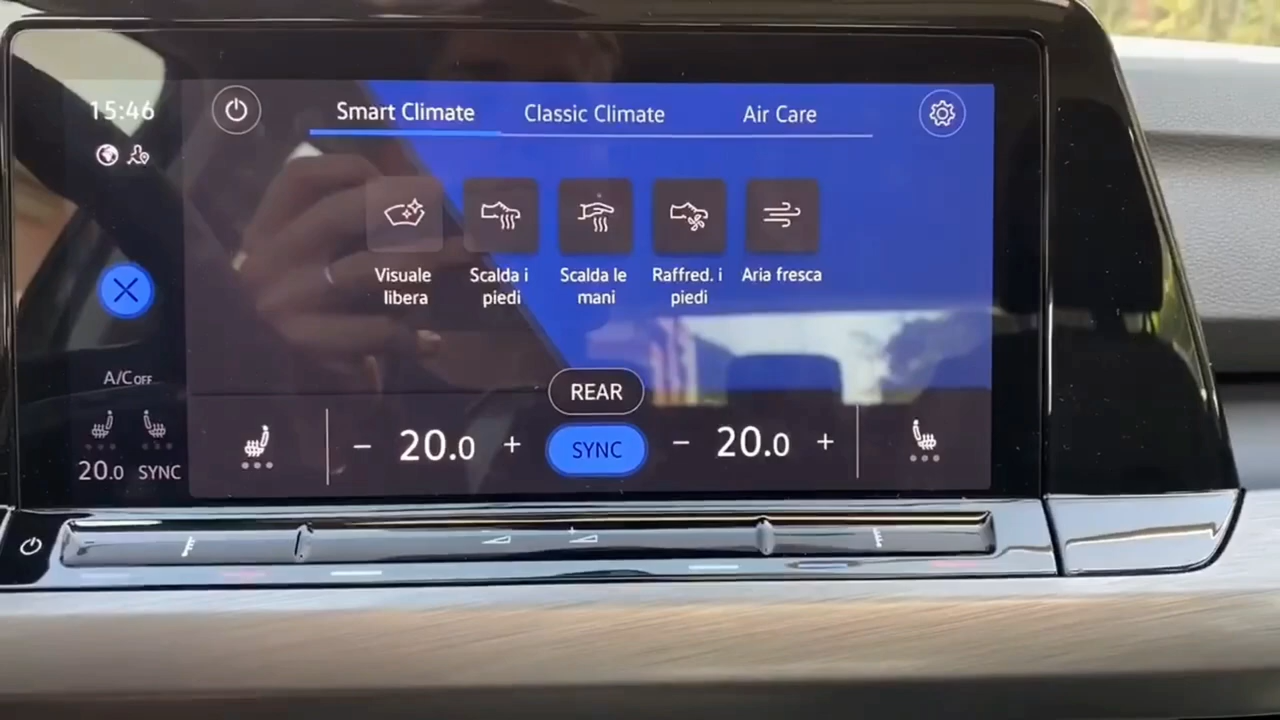 15:46
Smart Climate
Classic Climate
Air Care
Visuale
libera
Scalda i
piedi
Scalda le
mani
Raffred. i
piedi
Aria fresca
A/C OFF
REAR
20.0 SYNC
− 20.0 +
SYNC
− 20.0 +